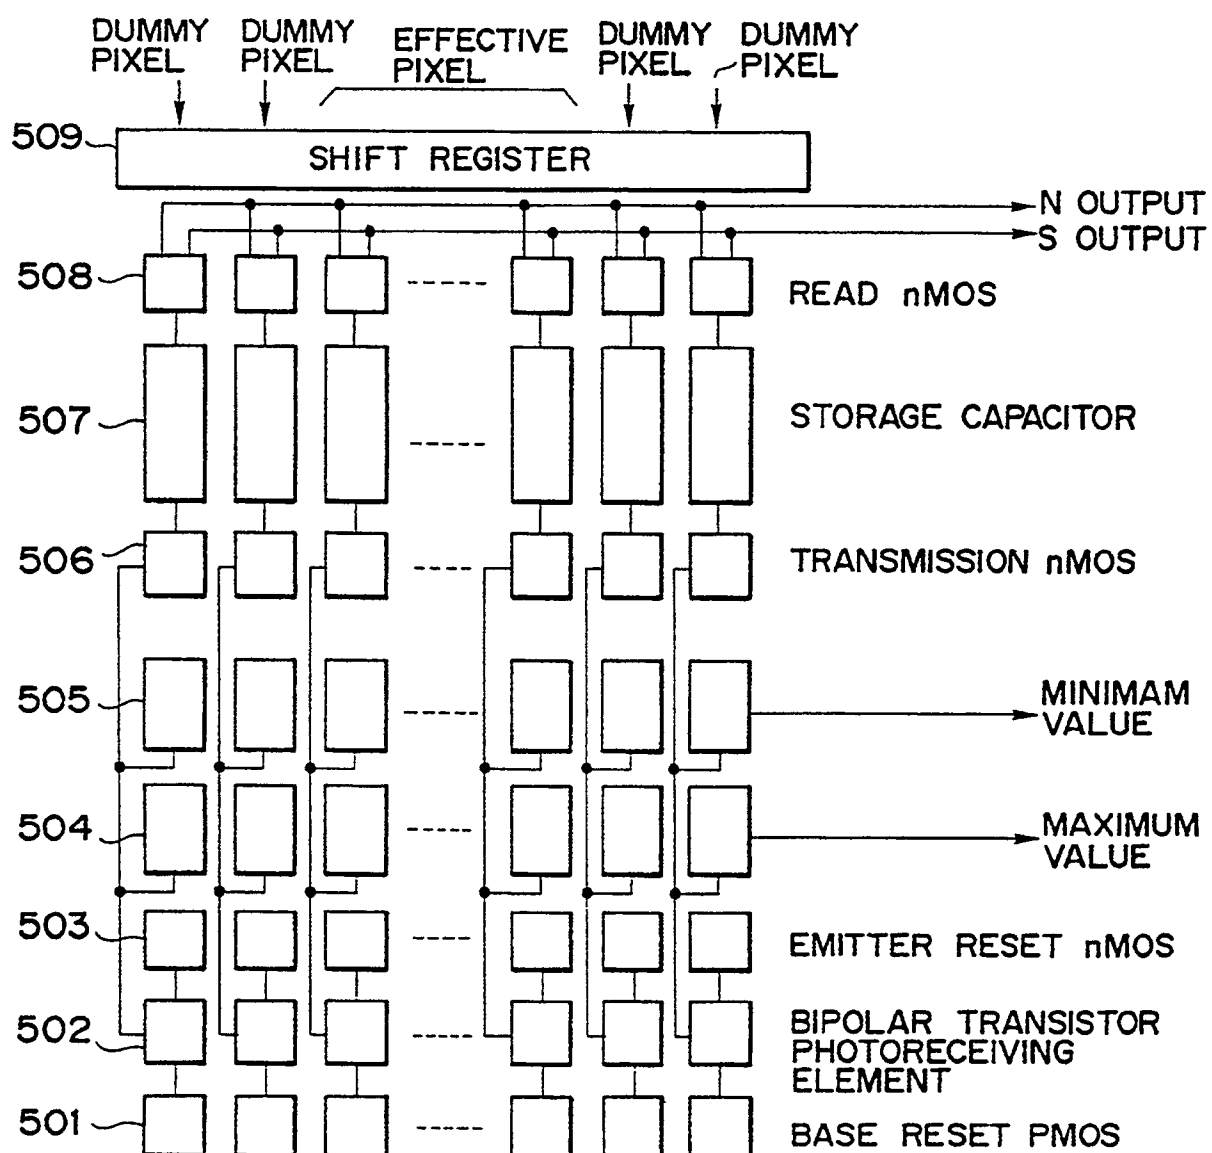 DUMMY PIXEL
DUMMY PIXEL
EFFECTIVE PIXEL
DUMMY PIXEL
DUMMY PIXEL
509
SHIFT REGISTER
N OUTPUT
S OUTPUT
508
READ nMOS
507
STORAGE CAPACITOR
506
TRANSMISSION nMOS
505
MINIMAM
VALUE
504
MAXIMUM
VALUE
503
EMITTER RESET nMOS
502
BIPOLAR TRANSISTOR
PHOTORECEIVING
ELEMENT
501
BASE RESET PMOS